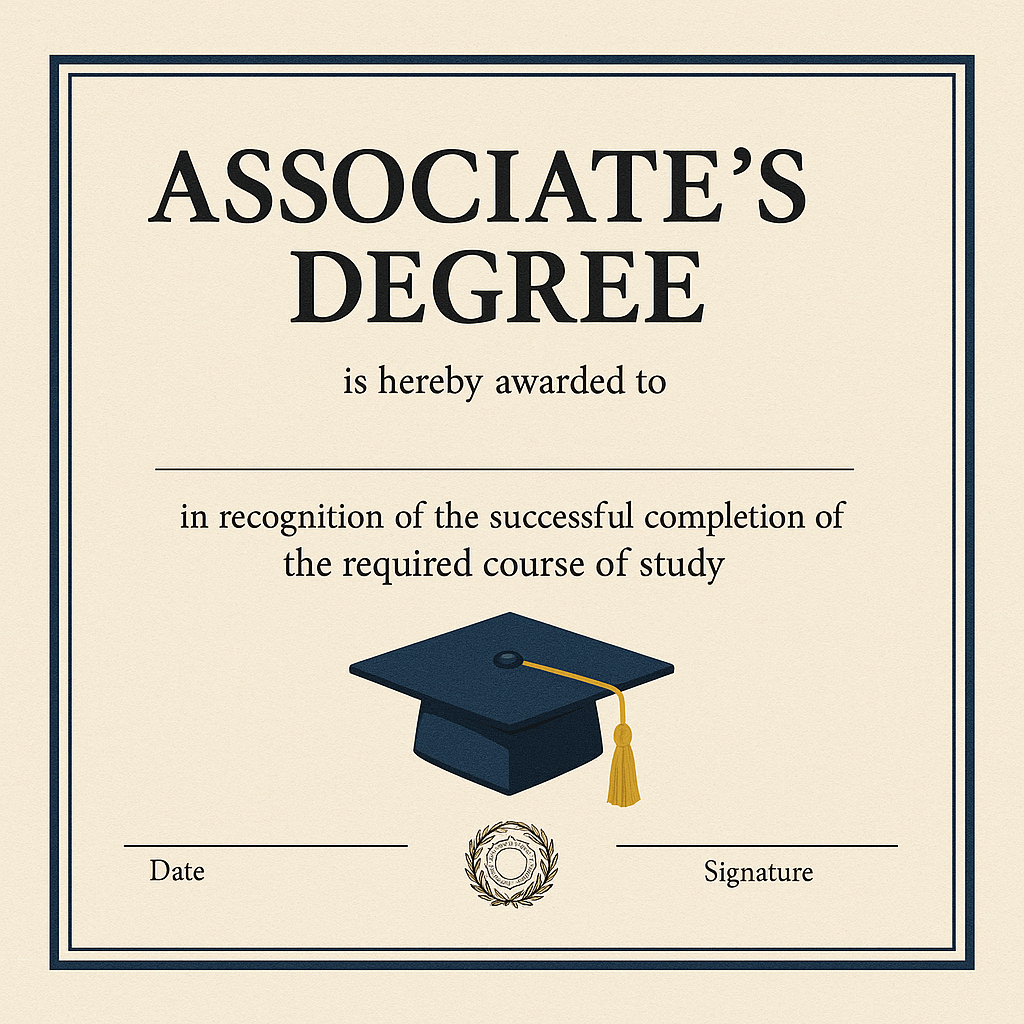 ASSOCIATE’S
DEGREE
is hereby awarded to
in recognition of the successful completion of
the required course of study
Date
Signature